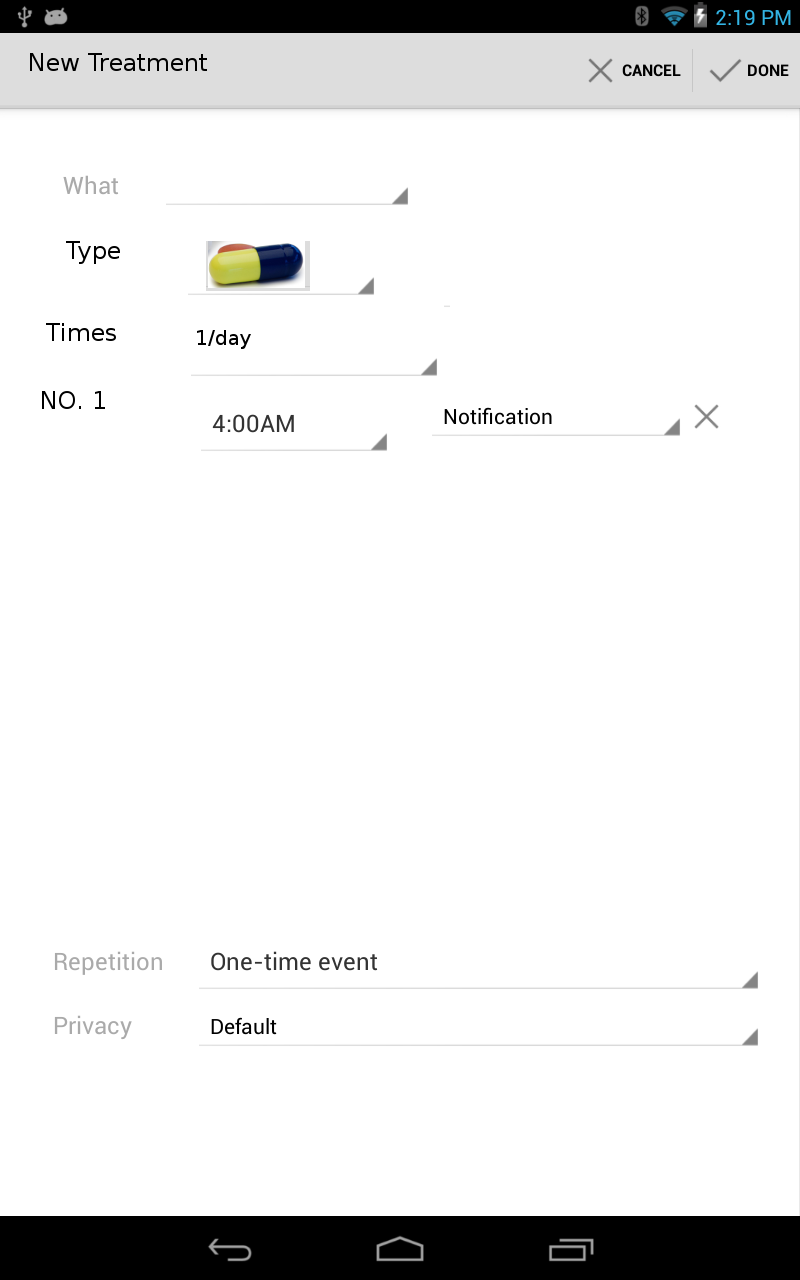 2:19 PM
New Treatment
CANCEL
DONE
What
Type
Times
1/day
NO. 1
4:00AM
Notification
Repetition
One-time event
Privacy
Default